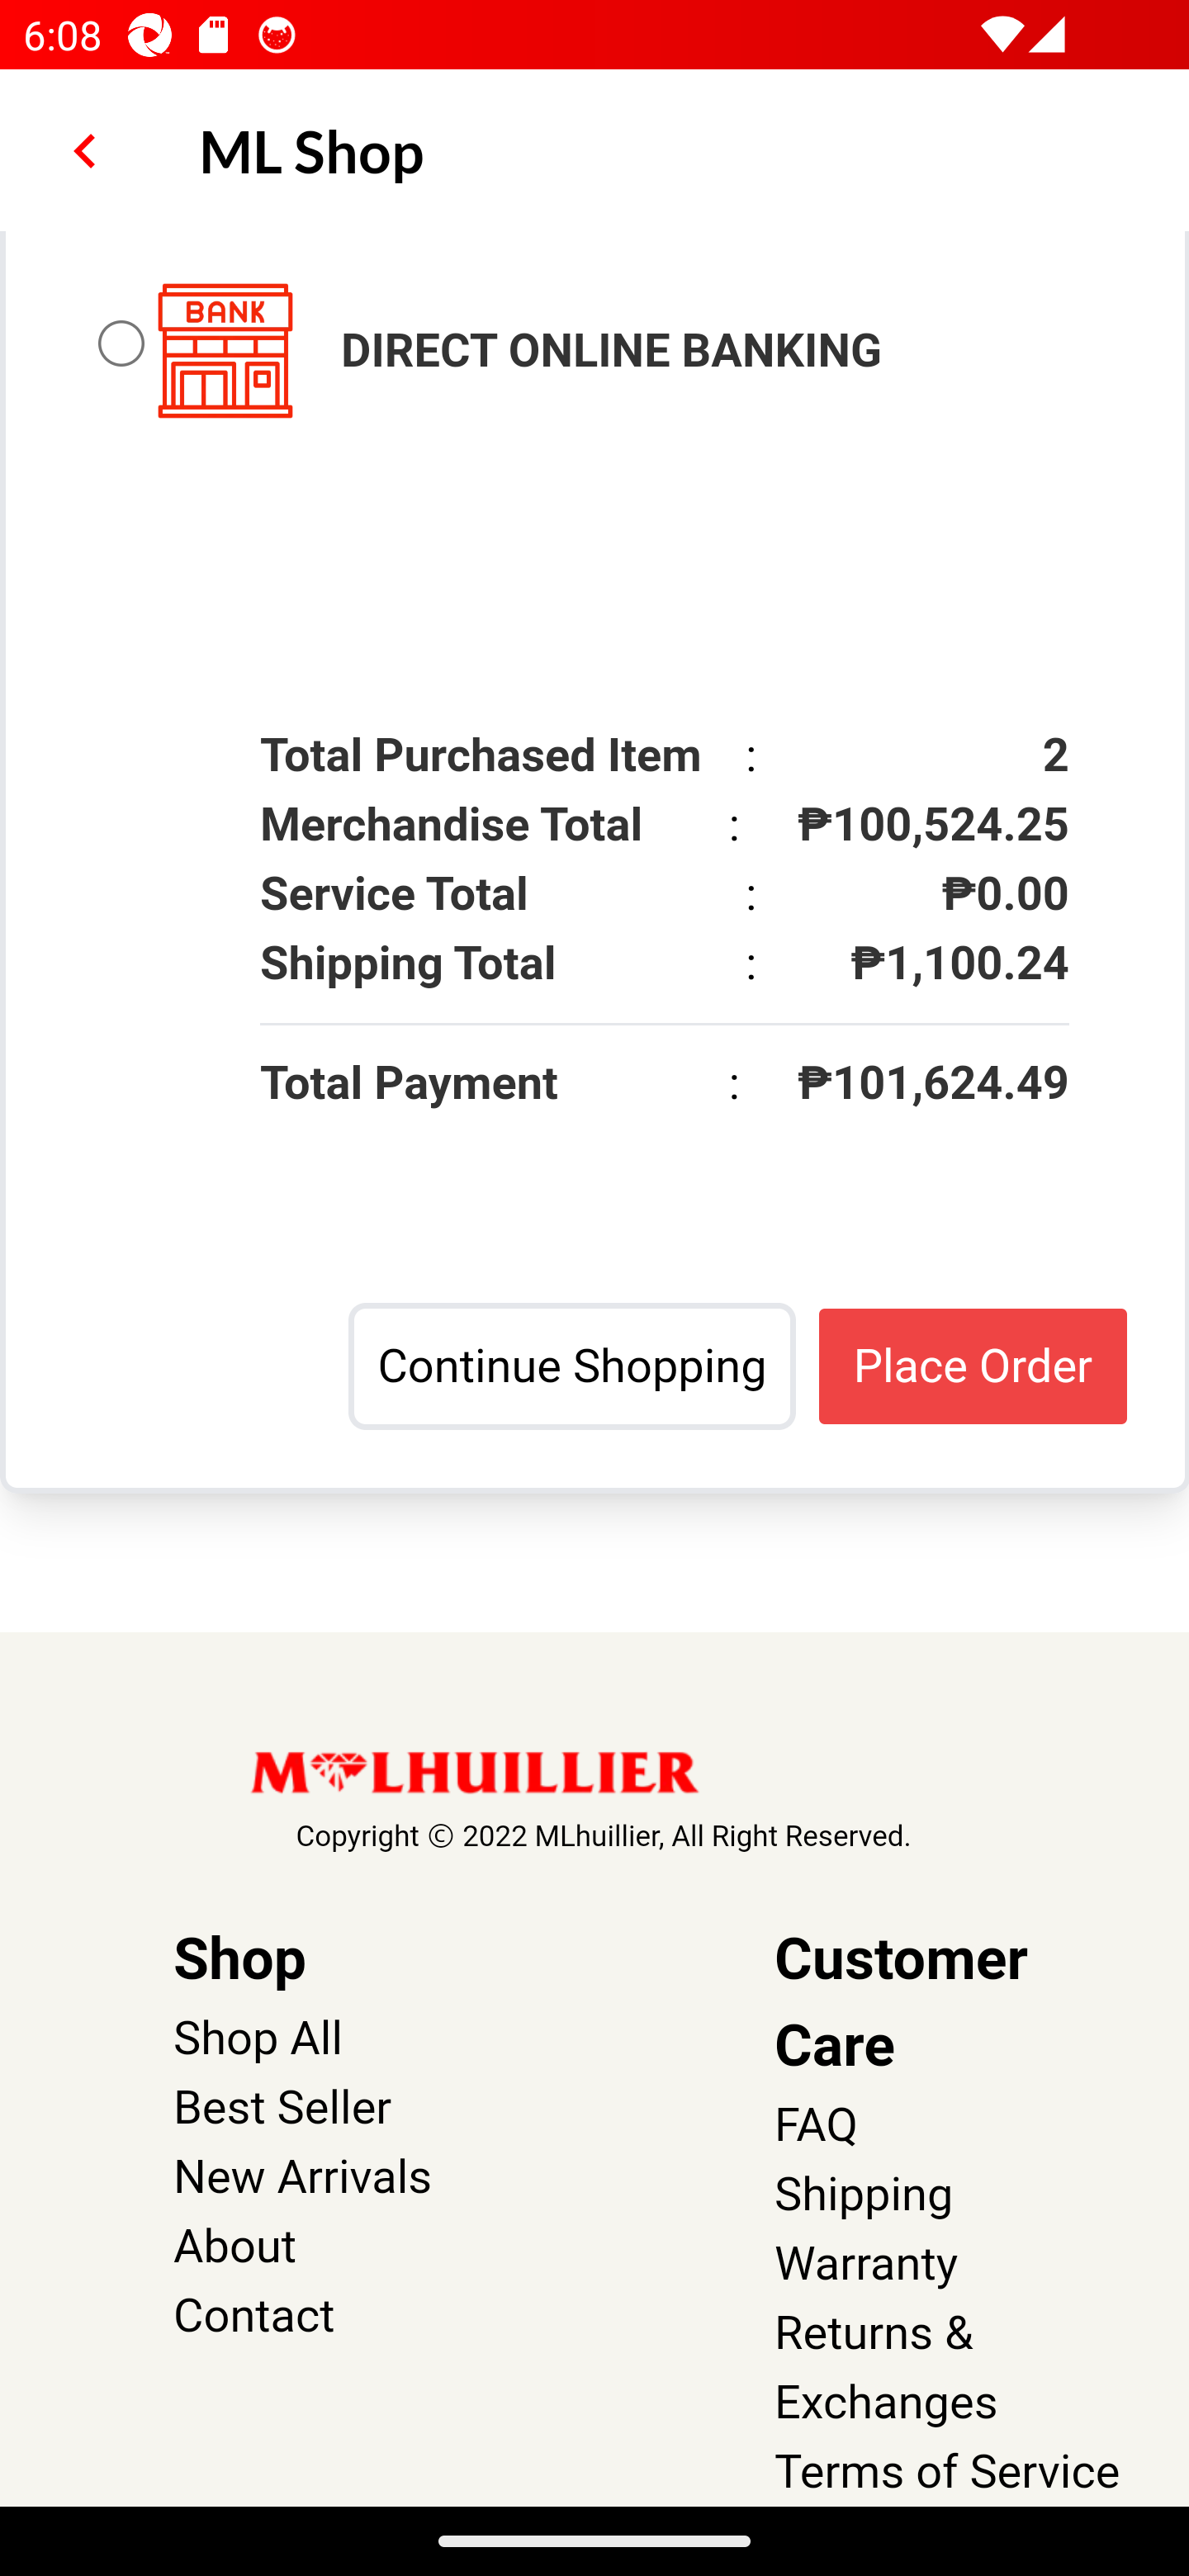 6:08
ML Shop
BANK
DIRECT ONLINE BANKING
Total Purchased Item : 2
Merchandise Total : ₱100,524.25
Service Total : ₱0.00
Shipping Total : ₱1,100.24
Total Payment : ₱101,624.49
Continue Shopping
Place Order
M LHUILLIER
Copyright © 2022 MLhuillier, All Right Reserved.
Shop
Shop All
Best Seller
New Arrivals
About
Contact
Customer
Care
FAQ
Shipping
Warranty
Returns &
Exchanges
Terms of Service